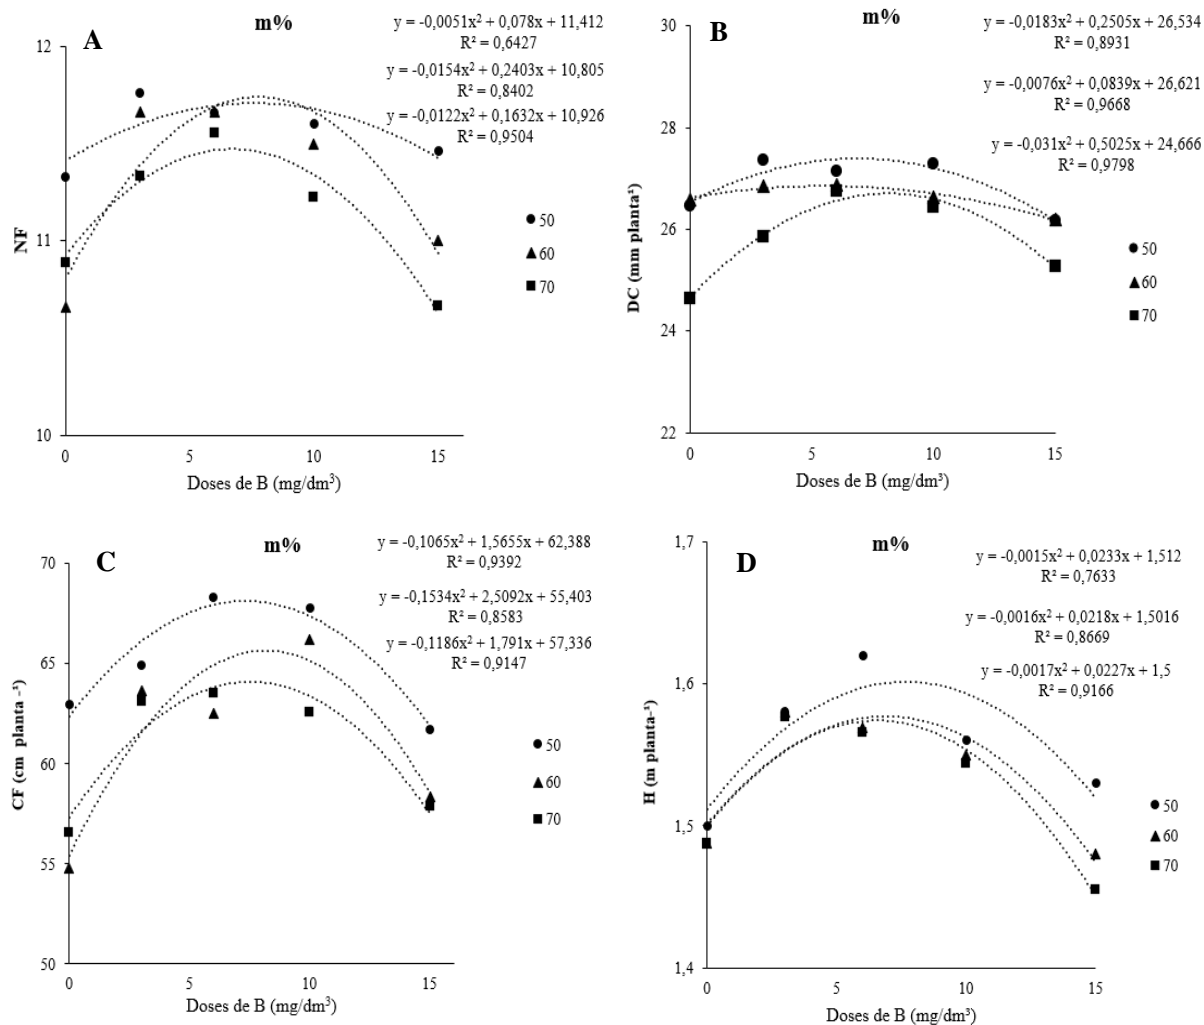 A
m%
y = -0,0051x² + 0,078x + 11,412
R² = 0,6427
y = -0,0154x² + 0,2403x + 10,805
R² = 0,8402
y = -0,0122x² + 0,1632x + 10,926
R² = 0,9504
12
11
10
NF
0
5
10
15
Doses de B (mg/dm³)
50
60
70
B
m%
y = -0,0183x² + 0,2505x + 26,534
R² = 0,8931
y = -0,0076x² + 0,0839x + 26,621
R² = 0,9668
y = -0,031x² + 0,5025x + 24,666
R² = 0,9798
30
28
26
24
22
DC (mm planta¹)
0
5
10
15
Doses de B (mg/dm³)
50
60
70
C
m%
y = -0,1065x² + 1,5655x + 62,388
R² = 0,9392
y = -0,1534x² + 2,5092x + 55,403
R² = 0,8583
y = -0,1186x² + 1,791x + 57,336
R² = 0,9147
70
65
60
55
50
CF (cm planta -¹)
0
5
10
15
Doses de B (mg/dm³)
50
60
70
D
m%
y = -0,0015x² + 0,0233x + 1,512
R² = 0,7633
y = -0,0016x² + 0,0218x + 1,5016
R² = 0,8669
y = -0,0017x² + 0,0227x + 1,5
R² = 0,9166
1,7
1,6
1,5
1,4
H (m planta-¹)
0
5
10
15
Doses de B (mg/dm³)
50
60
70